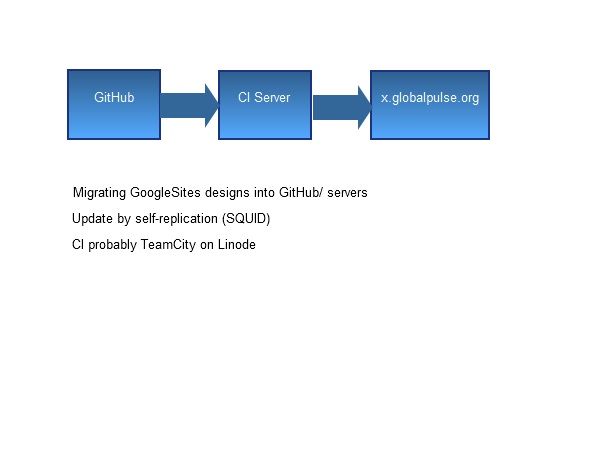 GitHub
CI Server
x.globalpulse.org
Migrating GoogleSites designs into GitHub/ servers
Update by self-replication (SQUID)
CI probably TeamCity on Linode